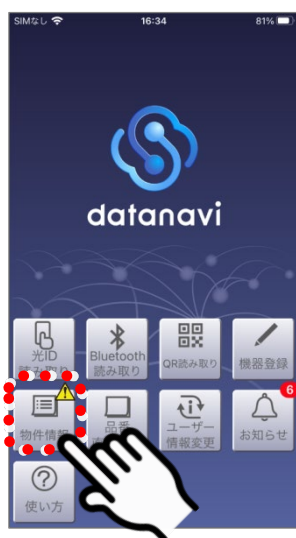 SIMなし 16:34 81%
datanavi
光ID
読み取り
Bluetooth
読み取り
QR読み取り
機器登録
物件情報
品番
ユーザー
情報変更
6
お知らせ
使い方